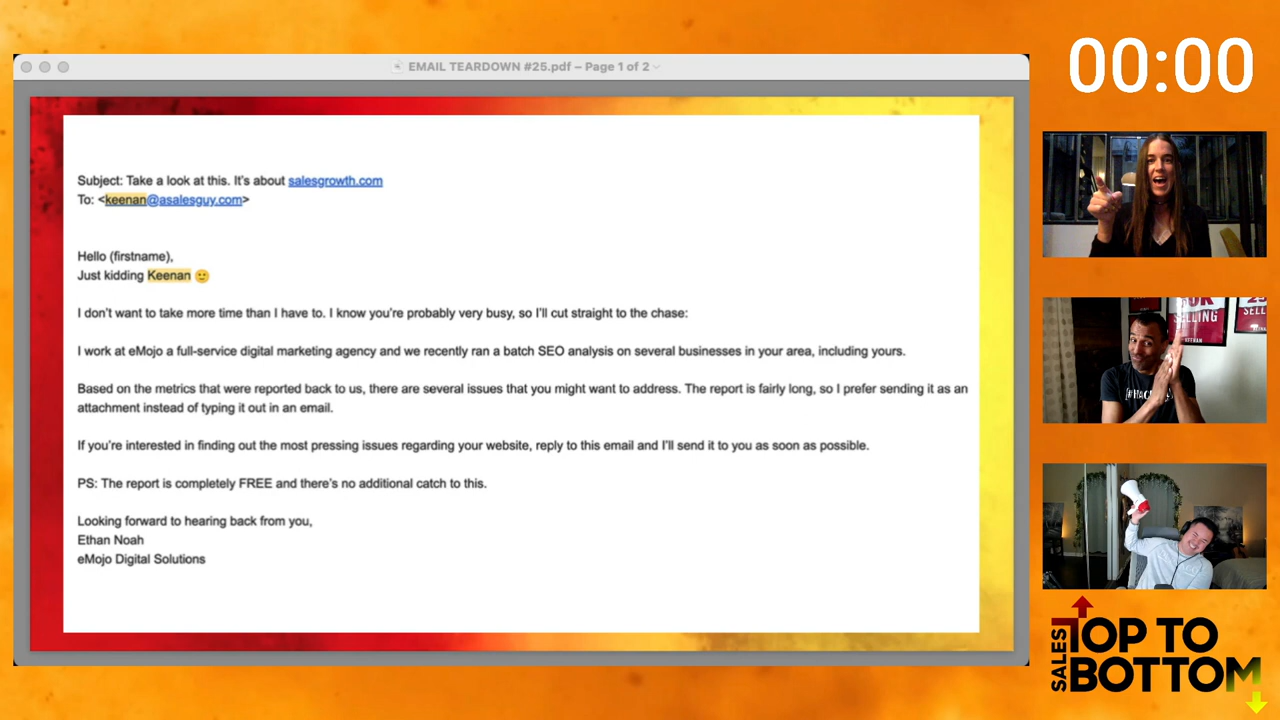 EMAIL TEARDOWN #25.pdf – Page 1 of 2
00:00
Subject: Take a look at this. It's about salesgrowth.com
To: <keenan@asalesguy.com>
Hello (firstname),
Just kidding Keenan 🙂
I don't want to take more time than I have to. I know you're probably very busy, so I'll cut straight to the chase:
I work at eMojo a full-service digital marketing agency and we recently ran a batch SEO analysis on several businesses in your area, including yours.
Based on the metrics that were reported back to us, there are several issues that you might want to address. The report is fairly long, so I prefer sending it as an
attachment instead of typing it out in an email.
If you're interested in finding out the most pressing issues regarding your website, reply to this email and I'll send it to you as soon as possible.
PS: The report is completely FREE and there's no additional catch to this.
Looking forward to hearing back from you,
Ethan Noah
eMojo Digital Solutions
SELLING
KEENAN
SALES
TOP TO
BOTTOM